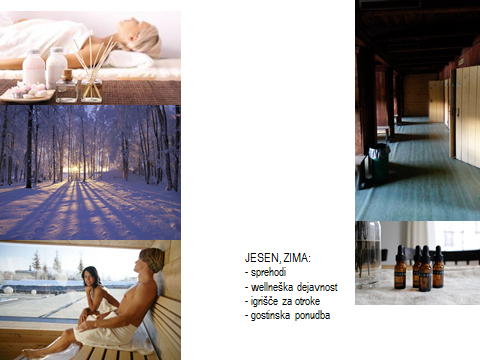 JESEN, ZIMA:
- sprehodi
- wellneška dejavnost
- igrišče za otroke
- gostinska ponudba